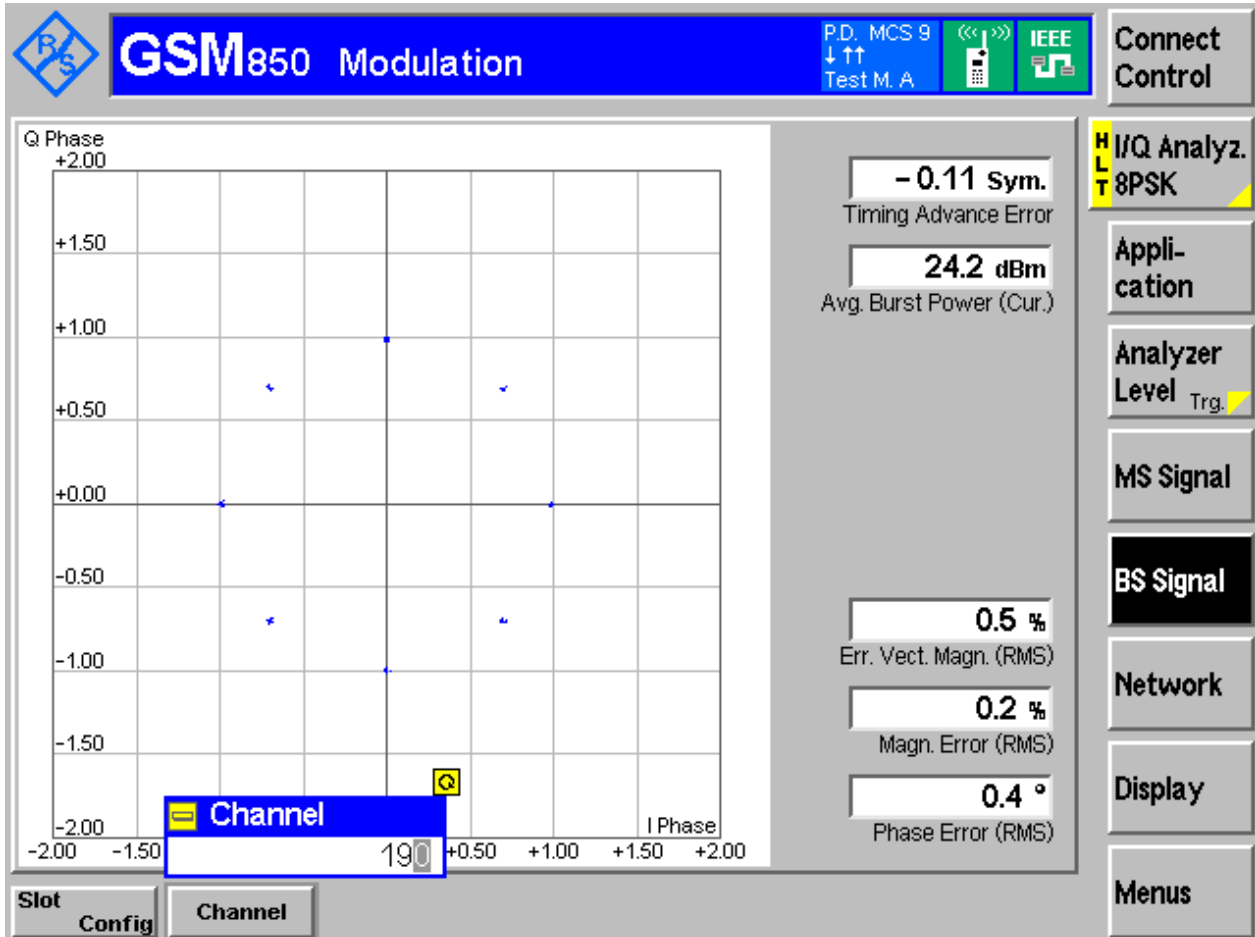 R/S
GSM850 Modulation
P.D. MCS 9
↓ ↑↑
Test M. A
IEEE
Connect
Control
Q Phase
+2.00
+1.50
+1.00
+0.50
+0.00
-0.50
-1.00
-1.50
-2.00
I Phase
-2.00 -1.50 +0.50 +1.00 +1.50 +2.00
Q
Channel
190
- 0.11 Sym.
Timing Advance Error
24.2 dBm
Avg. Burst Power (Cur.)
0.5 %
Err. Vect. Magn. (RMS)
0.2 %
Magn. Error (RMS)
0.4 °
Phase Error (RMS)
HLT
I/Q Analyz.
8PSK
Appli-
cation
Analyzer
Level Trg.
MS Signal
BS Signal
Network
Display
Menus
Slot
Config
Channel